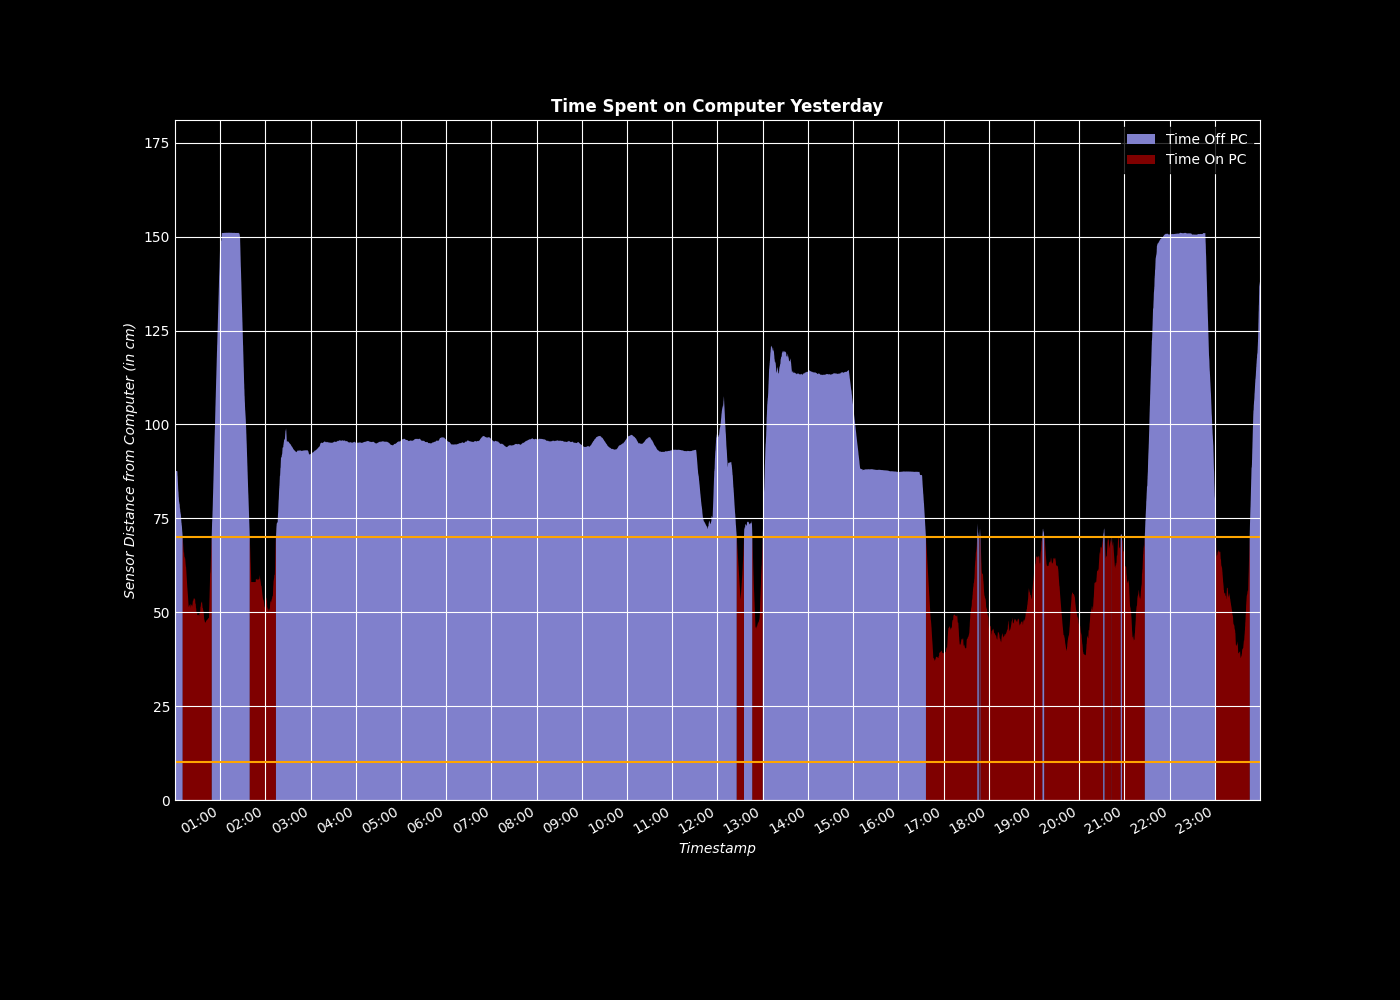 Time Spent on Computer Yesterday
Time Off PC
Time On PC
Sensor Distance from Computer (in cm)
175
150
125
100
75
50
25
0
01:00 02:00 03:00 04:00 05:00 06:00 07:00 08:00 09:00 10:00 11:00 12:00 13:00 14:00 15:00 16:00 17:00 18:00 19:00 20:00 21:00 22:00 23:00
Timestamp